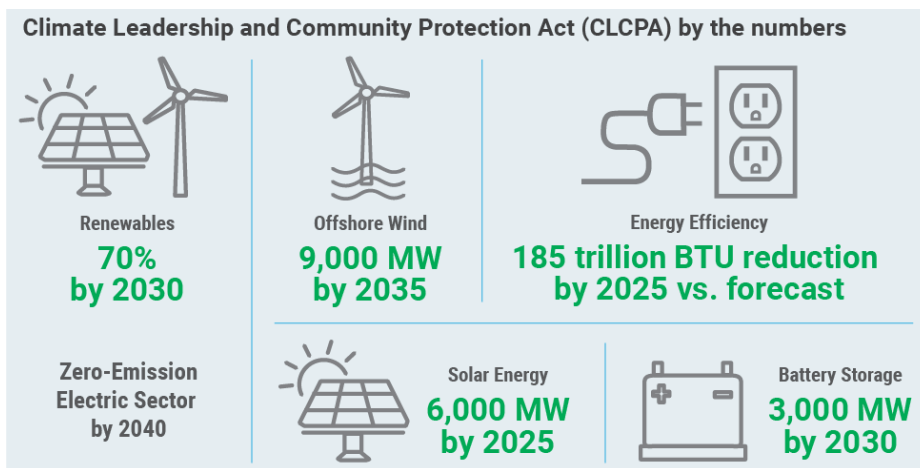 Climate Leadership and Community Protection Act (CLCPA) by the numbers
Renewables
70%
by 2030
Zero-Emission
Electric Sector
by 2040
Offshore Wind
9,000 MW
by 2035
Energy Efficiency
185 trillion BTU reduction
by 2025 vs. forecast
Solar Energy
6,000 MW
by 2025
Battery Storage
3,000 MW
by 2030